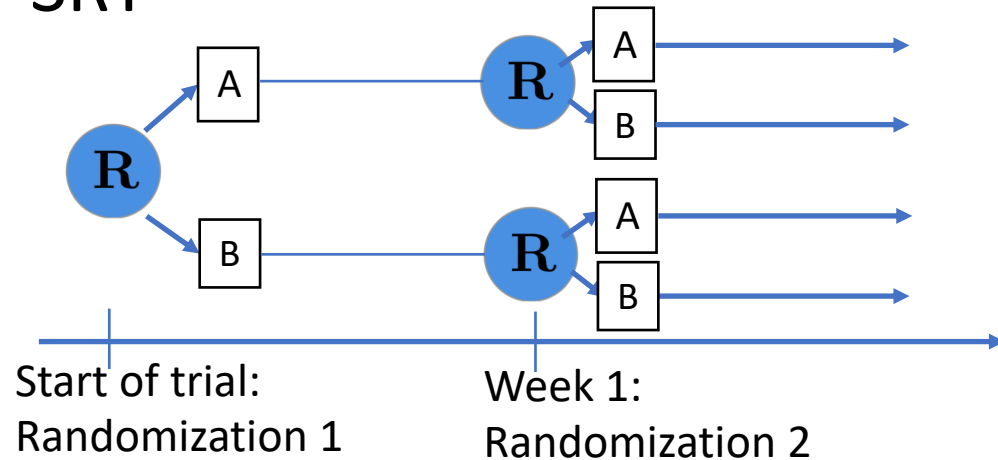 A
R
B
A
R
B
A
R
B
Start of trial:
Randomization 1
Week 1:
Randomization 2